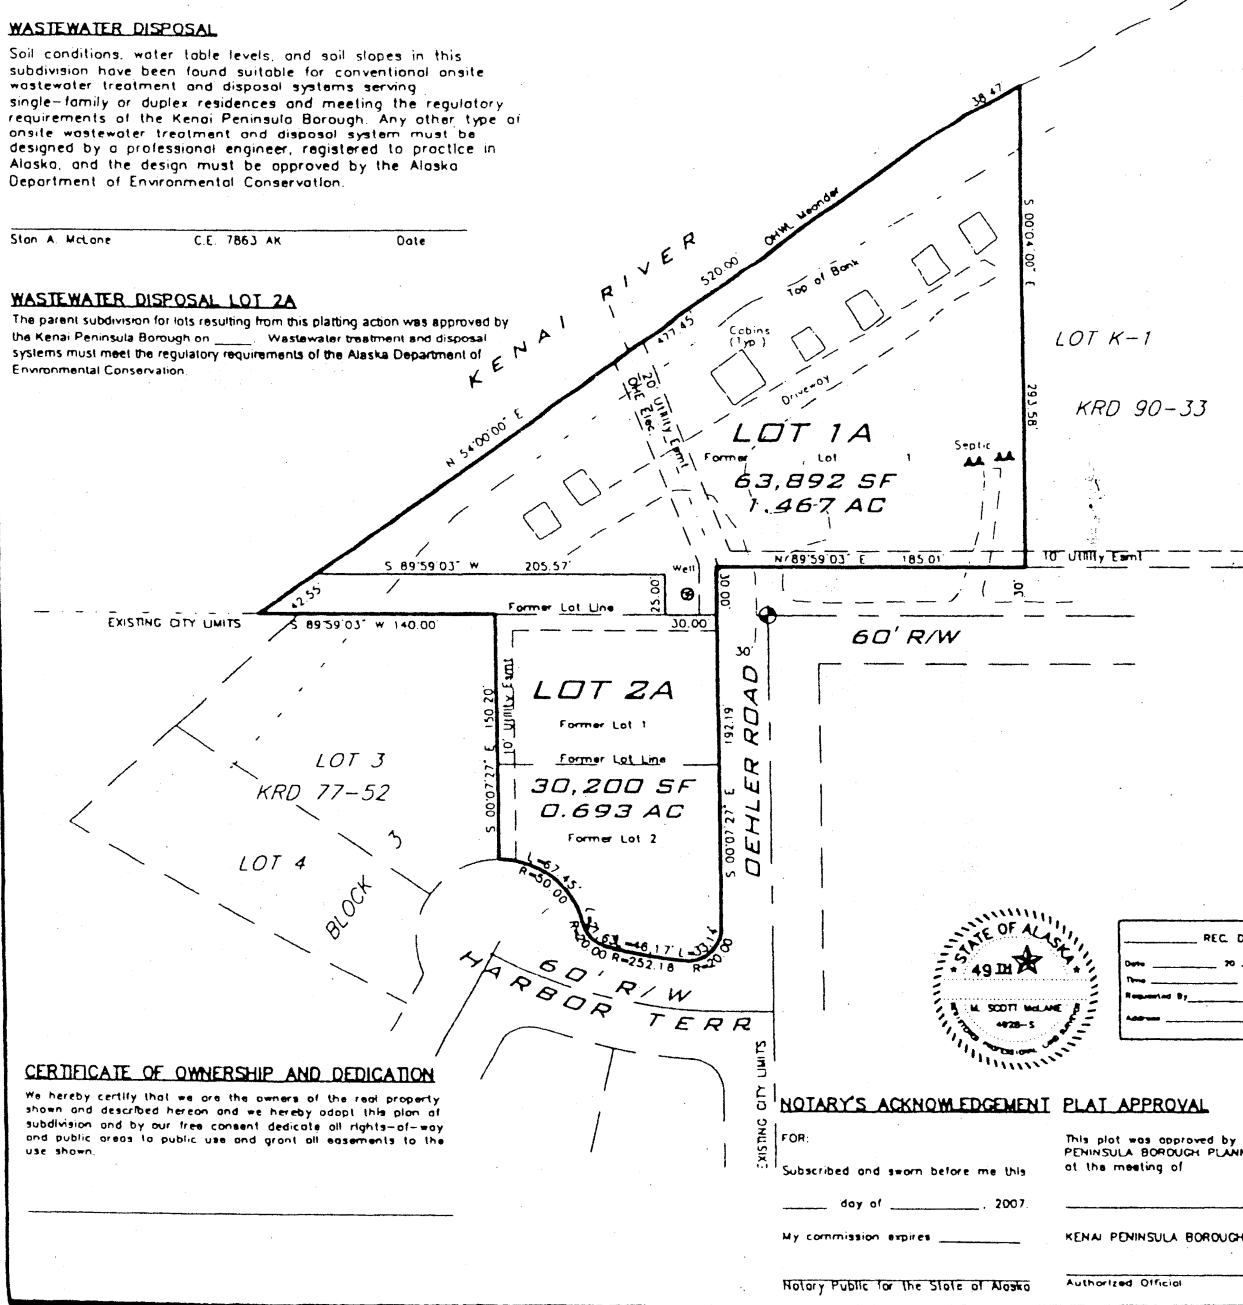 WASTEWATER DISPOSAL
Soil conditions, water table levels, and soil slopes in this
subdivision have been found suitable for conventional onsite
wastewater treatment and disposal systems serving
single-family or duplex residences and meeting the regulatory
requirements of the Kenai Peninsula Borough. Any other type of
onsite wastewater treatment and disposal system must be
designed by a professional engineer, registered to practice in
Alaska, and the design must be approved by the Alaska
Department of Environmental Conservation.
Stan A. McLane C.E. 7863 AK Date
WASTEWATER DISPOSAL LOT 2A
The parent subdivision for lots resulting from this platting action was approved by
the Kenai Peninsula Borough on _____. Wastewater treatment and disposal
systems must meet the regulatory requirements of the Alaska Department of
Environmental Conservation.
KENAI RIVER
38.47
520.00'
OHW Meander
477.45'
N 54°00'00" E
42.55
Top of Bank
Cabins
(Typ)
Driveway
20' Utility Esmt
OHE Elec.
S 00°04'00" E
293.58'
LOT K-1
KRD 90-33
LOT 1A
Former Lot 1
63,892 SF
1.467 AC
Septic
S 89°59'03" W 205.57'
Well
N 89°59'03" E 185.01'
10' Utility Esmt
30'
25.00'
30.00'
Former Lot Line
30.00
EXISTING CITY LIMITS
S 89°59'03" W 140.00'
60' R/W
30'
OEHLER ROAD
LOT 2A
Former Lot 1
Former Lot Line
30,200 SF
0.693 AC
Former Lot 2
10' Utility Esmt
S 00°07'27" E 150.20'
S 00°07'27" E 192.19'
LOT 3
KRD 77-52
LOT 4
BLOCK 3
L=67.45'
R=50.00
R=20.00
R=252.18
L=33.14
R=20.00
60' R/W
HARBOR TERR
EXISTING CITY LIMITS
STATE OF ALASKA
49 TH
M. SCOTT McLANE
4928-S
REC. D
Date ____ 20
Time
Requested By
Address
CERTIFICATE OF OWNERSHIP AND DEDICATION
We hereby certify that we are the owners of the real property
shown and described hereon and we hereby adopt this plan of
subdivision and by our free consent dedicate all rights-of-way
and public areas to public use and grant all easements to the
use shown.
NOTARY'S ACKNOWLEDGEMENT
FOR:
Subscribed and sworn before me this
____ day of ________, 2007.
My commission expires ________
Notary Public for the State of Alaska
PLAT APPROVAL
This plat was approved by
PENINSULA BOROUGH PLANN
at the meeting of
KENAI PENINSULA BOROUGH
Authorized Official